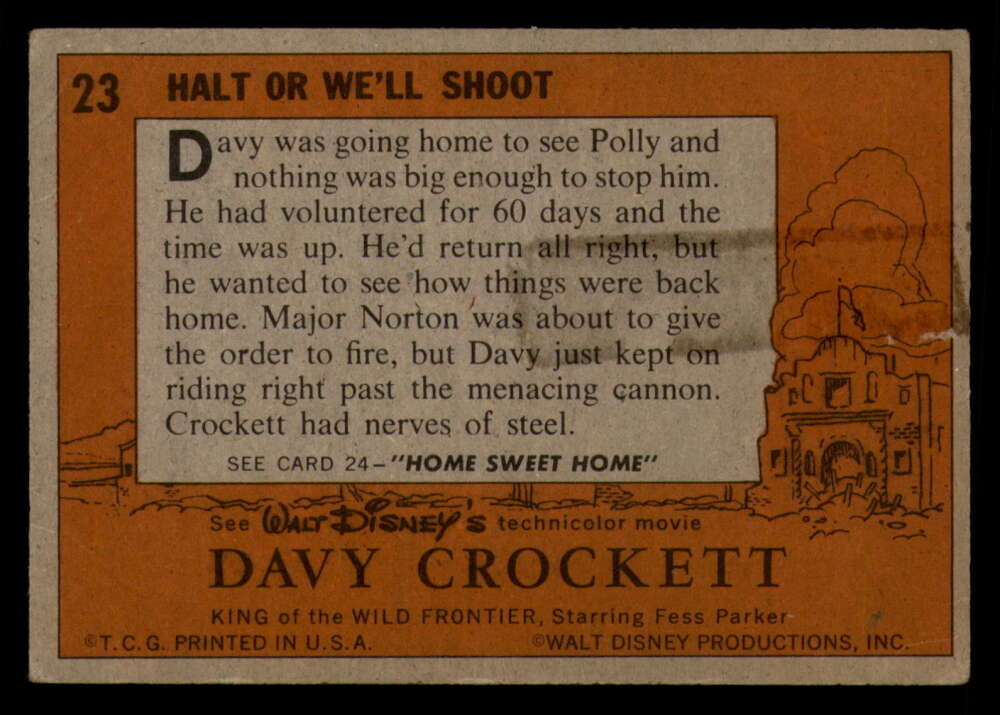 23 HALT OR WE'LL SHOOT
Davy was going home to see Polly and
nothing was big enough to stop him.
He had voluntered for 60 days and the
time was up. He'd return all right, but
he wanted to see how things were back
home. Major Norton was about to give
the order to fire, but Davy just kept on
riding right past the menacing cannon.
Crockett had nerves of steel.
SEE CARD 24–"HOME SWEET HOME"
See WALT DISNEY'S technicolor movie
DAVY CROCKETT
KING of the WILD FRONTIER, Starring Fess Parker
©T.C.G. PRINTED IN U.S.A. ©WALT DISNEY PRODUCTIONS, INC.